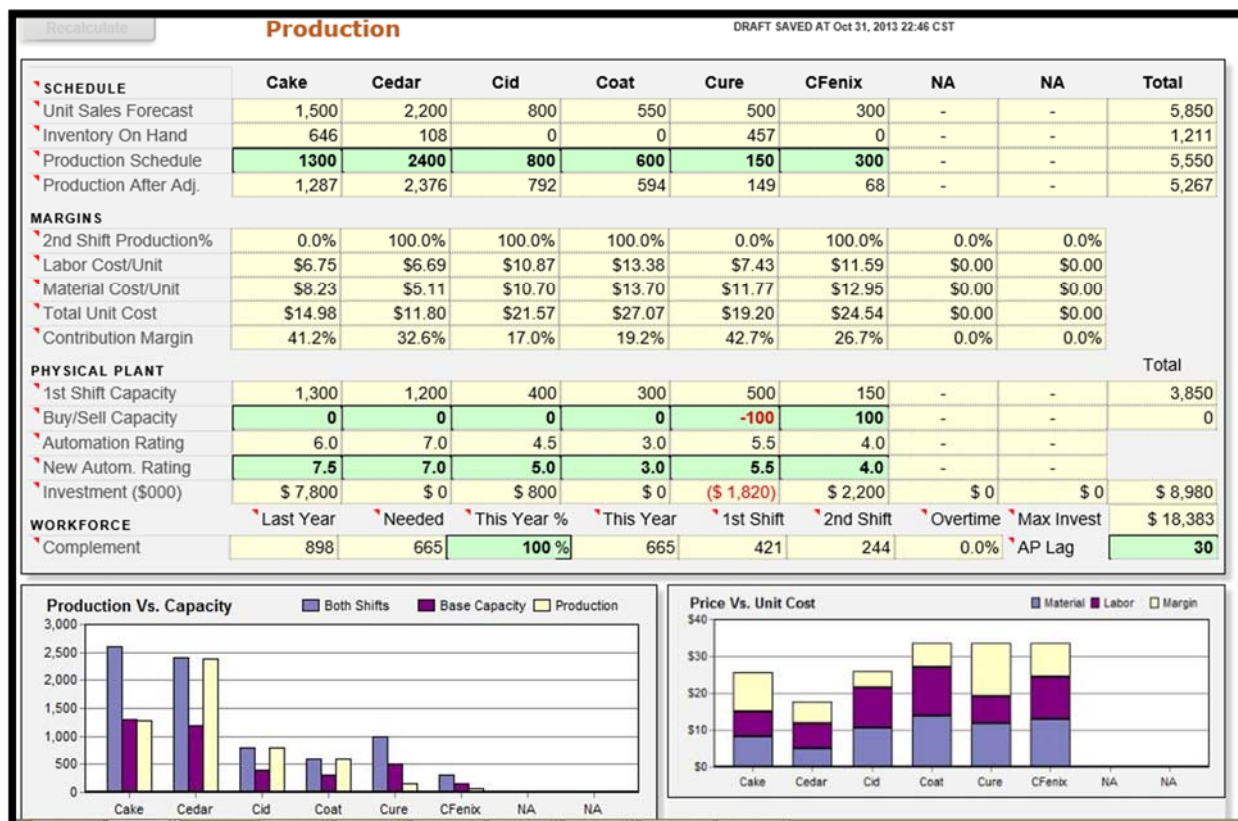 Recalculate Production DRAFT SAVED AT Oct 31, 2013 22:46 CST
SCHEDULE Cake Cedar Cid Coat Cure CFenix NA NA Total
Unit Sales Forecast 1,500 2,200 800 550 500 300 - - 5,850
Inventory On Hand 646 108 0 0 457 0 - - 1,211
Production Schedule 1300 2400 800 600 150 300 - - 5,550
Production After Adj. 1,287 2,376 792 594 149 68 - - 5,267
MARGINS
2nd Shift Production% 0.0% 100.0% 100.0% 100.0% 0.0% 100.0% 0.0% 0.0%
Labor Cost/Unit $6.75 $6.69 $10.87 $13.38 $7.43 $11.59 $0.00 $0.00
Material Cost/Unit $8.23 $5.11 $10.70 $13.70 $11.77 $12.95 $0.00 $0.00
Total Unit Cost $14.98 $11.80 $21.57 $27.07 $19.20 $24.54 $0.00 $0.00
Contribution Margin 41.2% 32.6% 17.0% 19.2% 42.7% 26.7% 0.0% 0.0%
PHYSICAL PLANT Total
1st Shift Capacity 1,300 1,200 400 300 500 150 - - 3,850
Buy/Sell Capacity 0 0 0 0 -100 100 - - 0
Automation Rating 6.0 7.0 4.5 3.0 5.5 4.0 - -
New Autom. Rating 7.5 7.0 5.0 3.0 5.5 4.0 - -
Investment ($000) $ 7,800 $ 0 $ 800 $ 0 ($ 1,820) $ 2,200 $ 0 $ 0 $ 8,980
WORKFORCE Last Year Needed This Year % This Year 1st Shift 2nd Shift Overtime Max Invest $ 18,383
Complement 898 665 100 % 665 421 244 0.0% AP Lag 30
Production Vs. Capacity Both Shifts Base Capacity Production
3,000
2,500
2,000
1,500
1,000
500
0
Cake Cedar Cid Coat Cure CFenix NA NA
Price Vs. Unit Cost Material Labor Margin
$40
$30
$20
$10
$0
Cake Cedar Cid Coat Cure CFenix NA NA